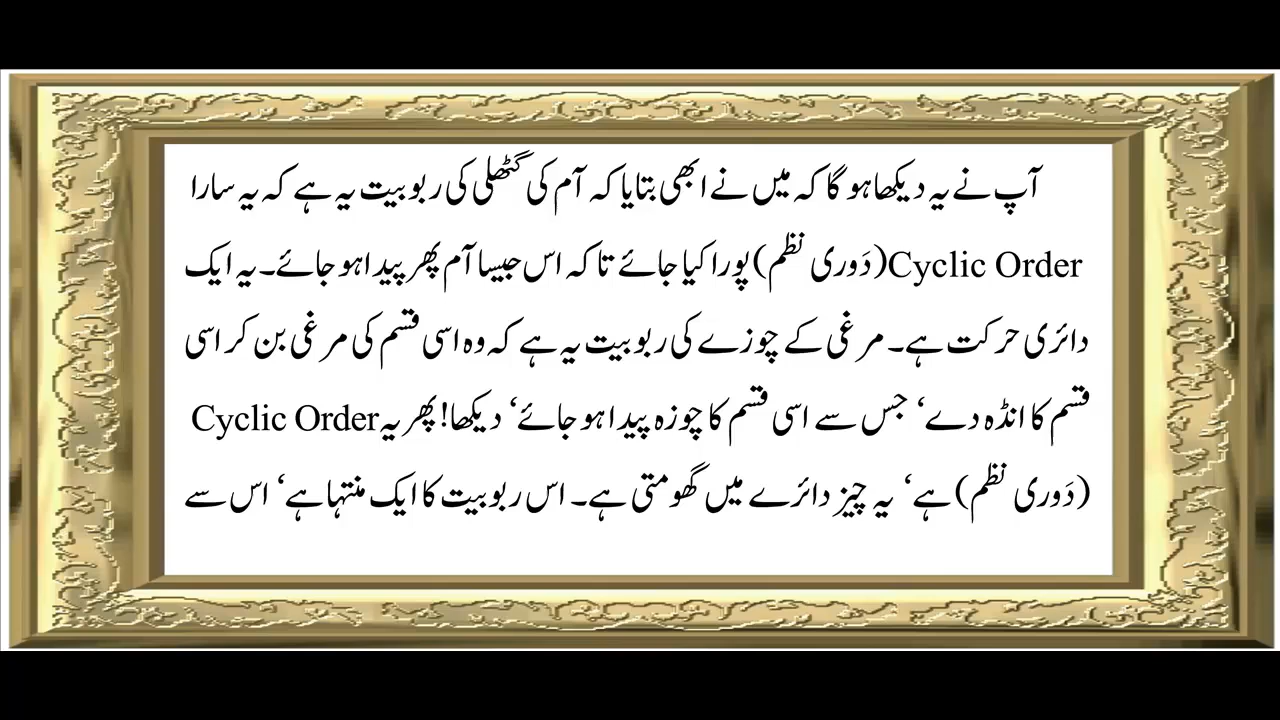 آپ نے یہ دیکھا ہو گا کہ میں نے ابھی بتایا کہ آم کی گٹھلی کی ربوبیت یہ ہے کہ یہ سارا
Cyclic Order (دَوری نظم) پورا کیا جائے تاکہ اس جیسا آم پھر پیدا ہو جائے۔ یہ ایک
دائری حرکت ہے۔ مرغی کے چوزے کی ربوبیت یہ ہے کہ وہ اسی قسم کی مرغی بن کر اسی
قسم کا انڈہ دے‘ جس سے اسی قسم کا چوزہ پیدا ہو جائے‘ دیکھا! پھر یہ Cyclic Order
(دَوری نظم) ہے‘ یہ چیز دائرے میں گھومتی ہے۔ اس ربوبیت کا ایک منتہا ہے‘ اس سے